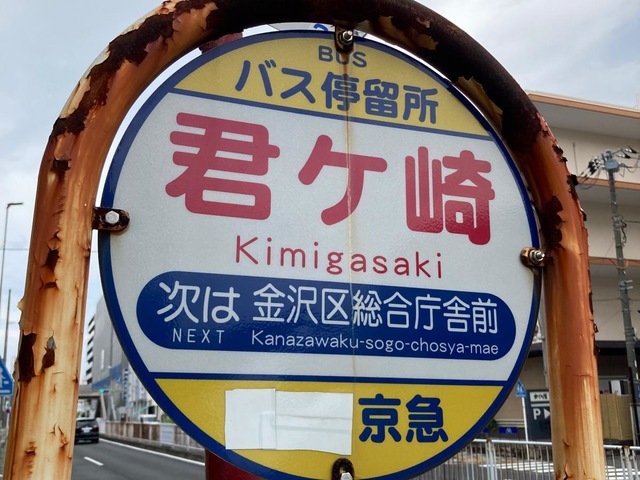 BUS
バス停留所
君ケ崎
Kimigasaki
次は 金沢区総合庁舎前
NEXT Kanazawaku-sogo-chosya-mae
京急
P